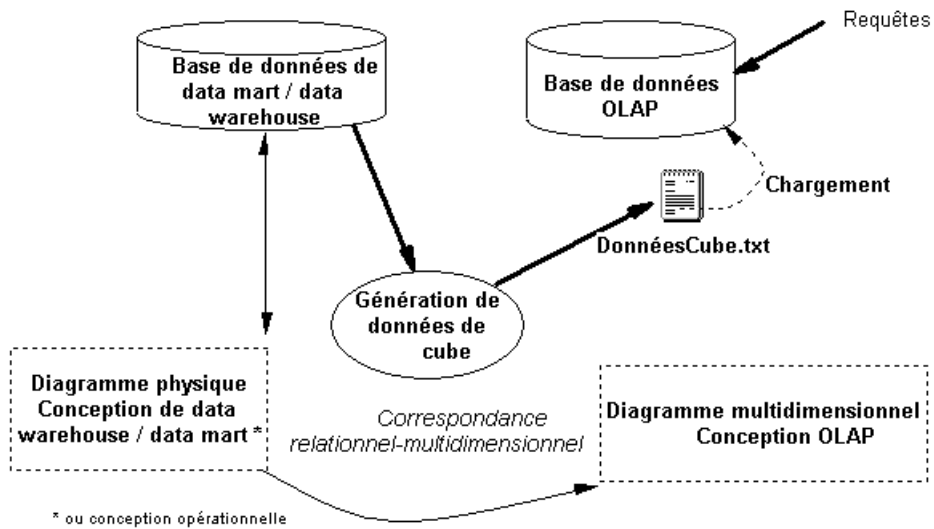 Requêtes
Base de données de
data mart / data
warehouse
Base de données
OLAP
Chargement
DonnéesCube.txt
Génération de
données de
cube
Diagramme physique
Conception de data
warehouse / data mart *
Correspondance
relationnel-multidimensionnel
Diagramme multidimensionnel
Conception OLAP
* ou conception opérationnelle